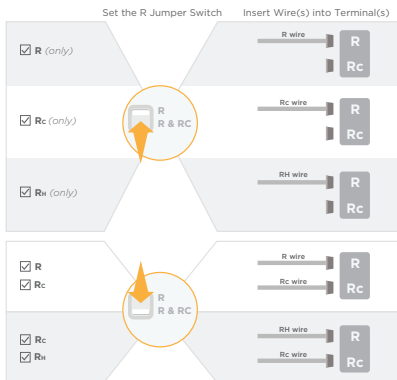 Set the R Jumper Switch
Insert Wire(s) into Terminal(s)
R (only)
R
R & RC
R wire
R
Rc
Rc (only)
Rc wire
R
Rc
RH (only)
RH wire
R
Rc
R
Rc
R
R & RC
R wire
Rc wire
R
Rc
Rc
RH
RH wire
Rc wire
R
Rc